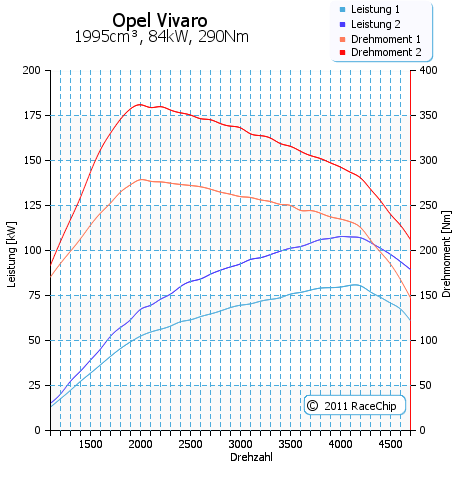 Opel Vivaro
1995cm³, 84kW, 290Nm
Leistung 1
Leistung 2
Drehmoment 1
Drehmoment 2
200
175
150
125
100
75
50
25
0
Leistung [kW]
400
350
300
250
200
150
100
50
0
Drehmoment [Nm]
1500 2000 2500 3000 3500 4000 4500
Drehzahl
© 2011 RaceChip